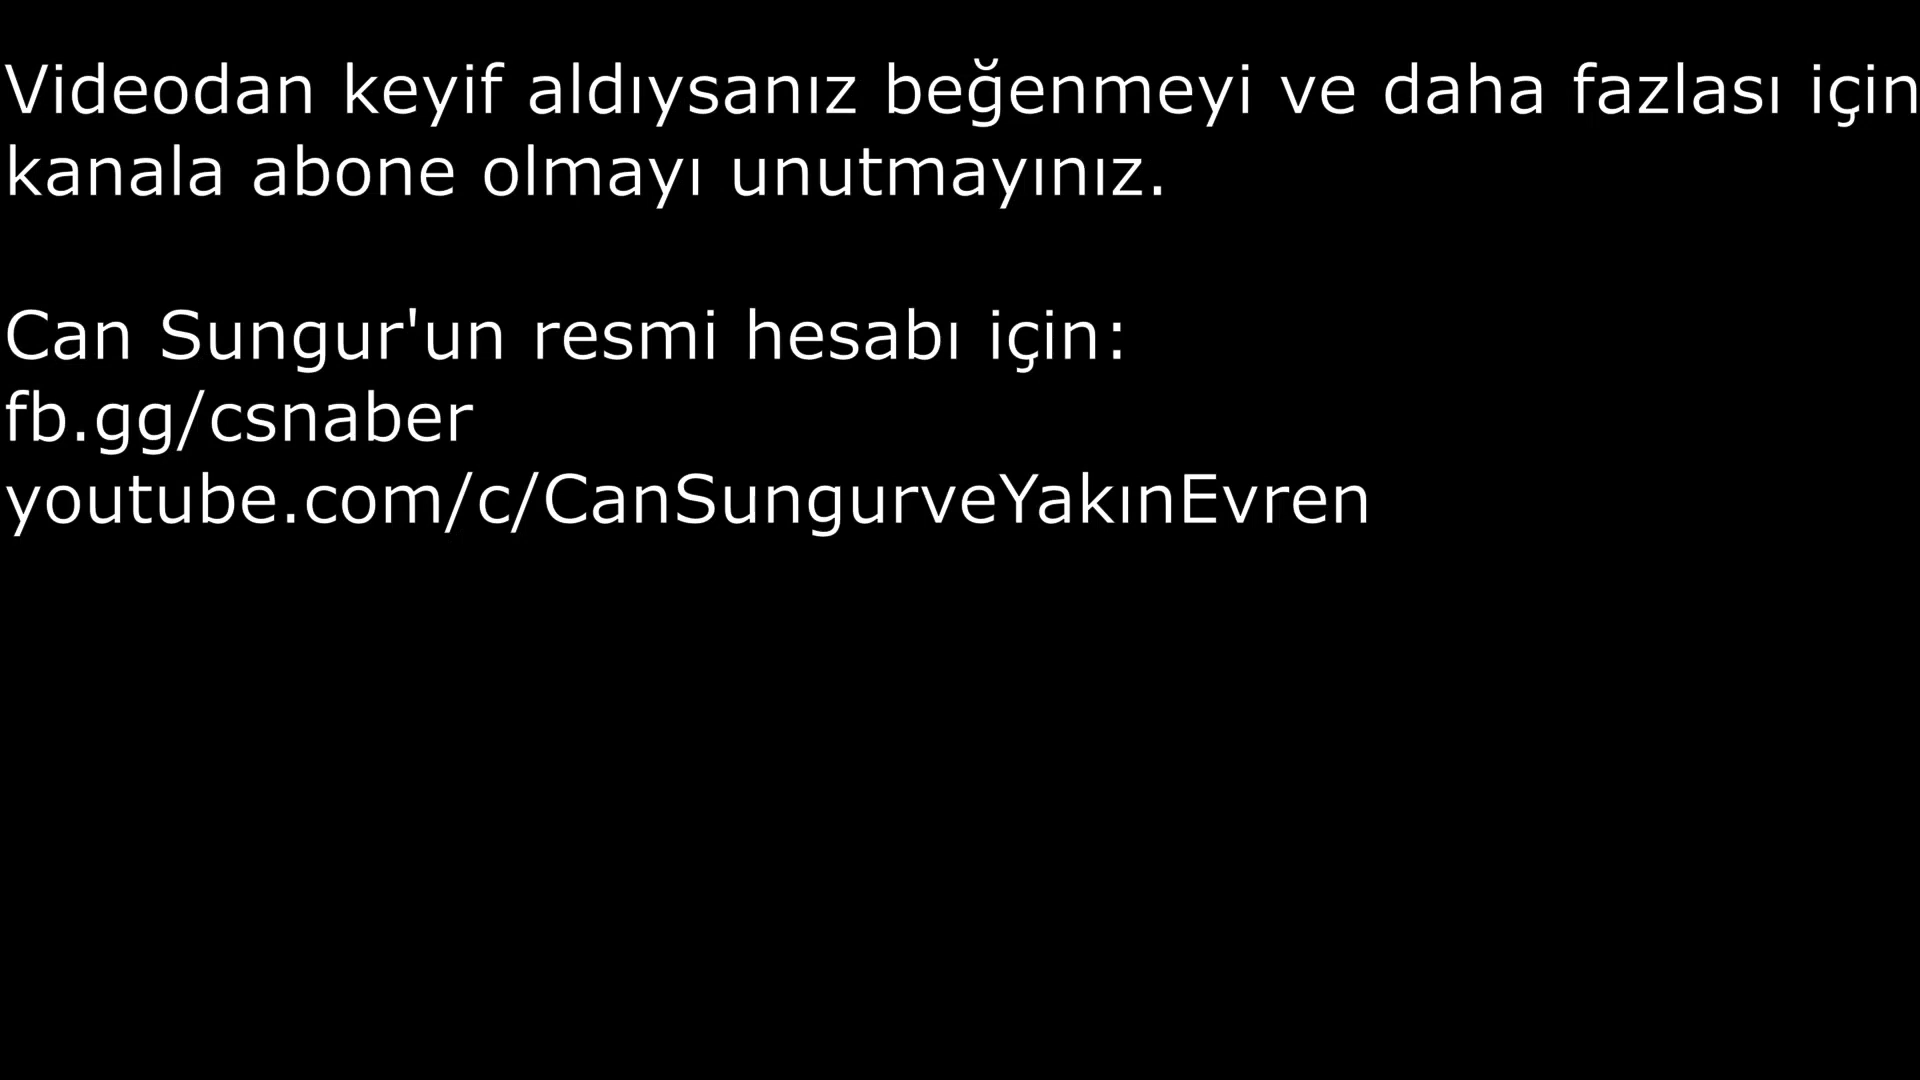 Videodan keyif aldıysanız beğenmeyi ve daha fazlası için
kanala abone olmayı unutmayınız.
Can Sungur'un resmi hesabı için:
fb.gg/csnaber
youtube.com/c/CanSungurveYakınEvren